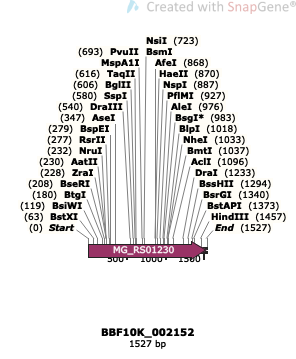 Created with SnapGene®
NsiI (723)
(693) PvuII BsmI
MspA1I AfeI (868)
(616) TaqII HaeII (870)
(606) BglII NspI (887)
(580) SspI PflMI (927)
(540) DraIII AleI (976)
(347) AseI BsgI* (983)
(279) BspEI BlpI (1018)
(277) RsrII NheI (1033)
(232) NruI BmtI (1037)
(230) AatII AclI (1096)
(228) ZraI DraI (1233)
(208) BseRI BssHII (1294)
(180) BtgI BsrGI (1340)
(119) BsiWI BstAPI (1373)
(63) BstXI HindIII (1457)
(0) Start End (1527)
MG_RS01230
500 1000 1500
BBF10K_002152
1527 bp